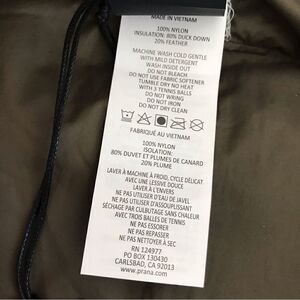 MADE IN VIETNAM
100% NYLON
INSULATION: 80% DUCK DOWN
20% FEATHER
MACHINE WASH COLD GENTLE
WITH MILD DETERGENT
WASH INSIDE OUT
DO NOT BLEACH
DO NOT USE FABRIC SOFTENER
TUMBLE DRY NO HEAT
WITH 3 TENNIS BALLS
DO NOT WRING
DO NOT IRON
DO NOT DRY CLEAN
FABRIQUÉ AU VIETNAM
100% NYLON
ISOLATION:
80% DUVET ET PLUMES DE CANARD
20% PLUME
LAVER À MACHINE À FROID, CYCLE DÉLICAT
AVEC UNE LESSIVE DOUCE
LAVER À L'ENVERS
NE PAS UTILISER D'EAU DE JAVEL
NE PAS UTILISER D'ASSOUPLISSANT
SÉCHAGE PAR CULBUTAGE SANS CHALEUR
AVEC TROIS BALLES DE TENNIS
NE PAS ESSORER
NE PAS REPASSER
NE PAS NETTOYER À SEC
RN 124977
PO BOX 130430
CARLSBAD, CA 92013
www.prana.com